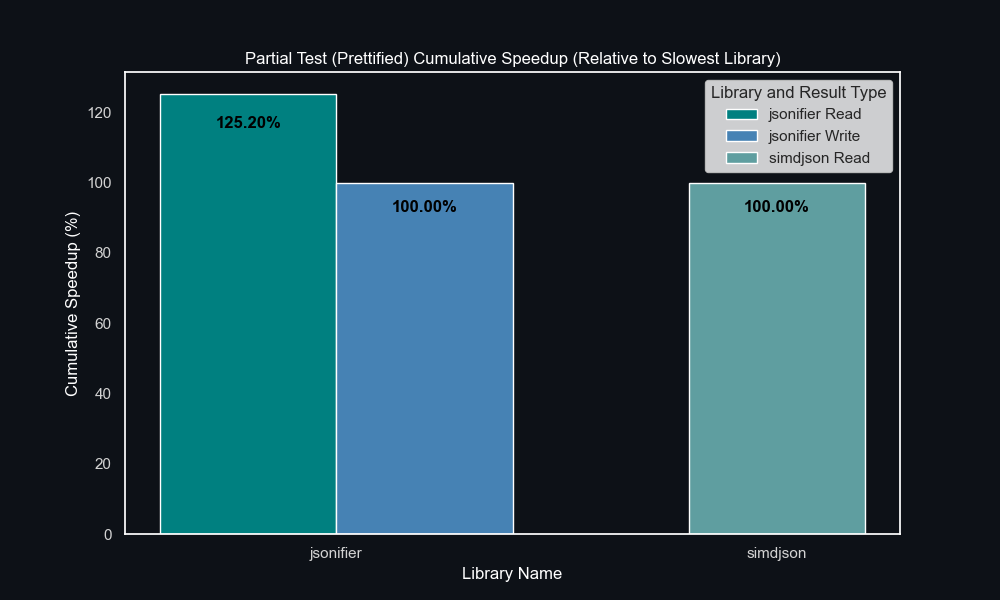 Partial Test (Prettified) Cumulative Speedup (Relative to Slowest Library)
Library and Result Type
jsonifier Read
jsonifier Write
simdjson Read
125.20%
100.00%
100.00%
120
100
80
60
40
20
0
Cumulative Speedup (%)
jsonifier
simdjson
Library Name